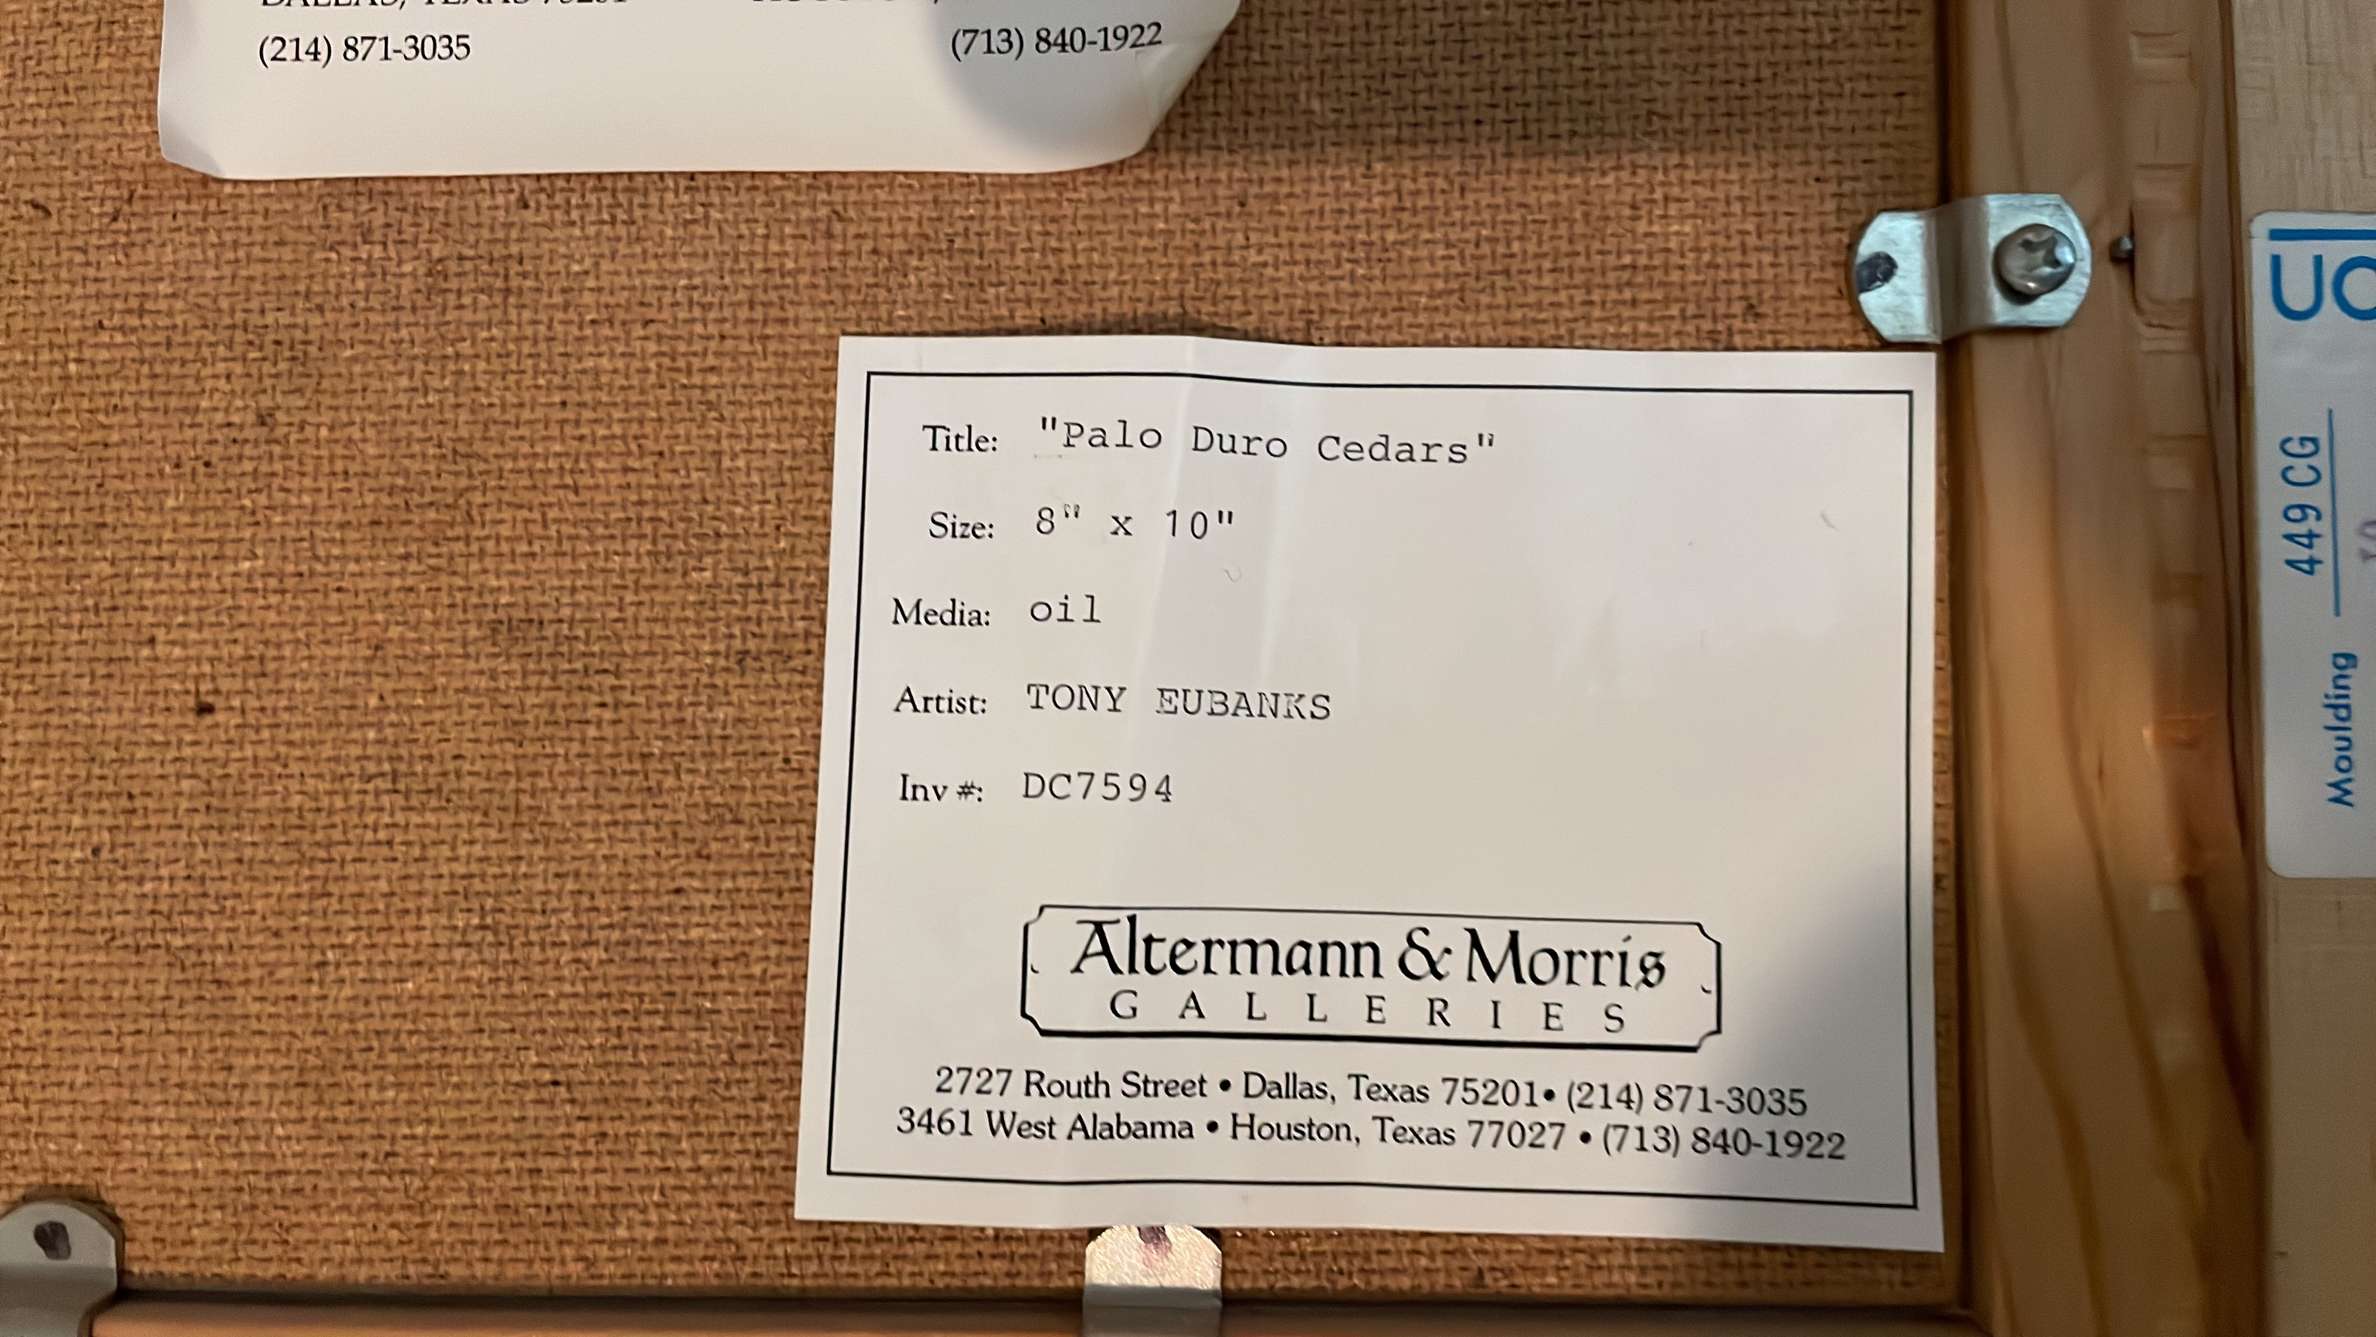 (214) 871-3035
(713) 840-1922
Title: "Palo Duro Cedars"
Size: 8" x 10"
Media: oil
Artist: TONY EUBANKS
Inv #: DC7594
Altermann & Morris
GALLERIES
2727 Routh Street • Dallas, Texas 75201• (214) 871-3035
3461 West Alabama • Houston, Texas 77027 • (713) 840-1922
449 CG
Moulding